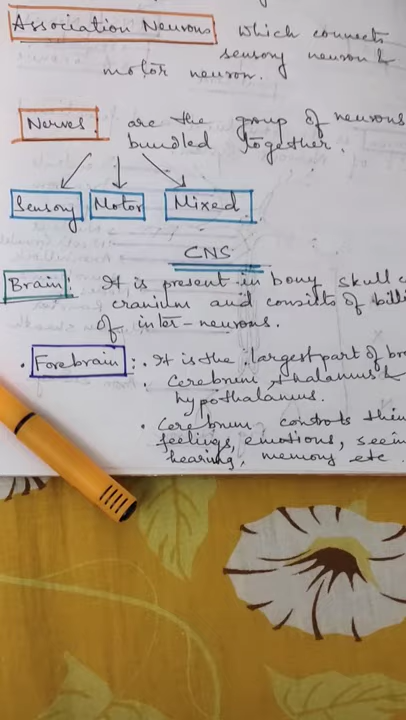 Association Neurons which connects
sensory neuron &
motor neuron.
Nerves are the group of neurons
bundled together.
Sensory Motor Mixed
CNS
Brain: It is present in bony skull
cranium and consists of
of inter-neurons.
Forebrain: • It is the largest part of
• Cerebrum, thalamus &
hypothalamus.
• Cerebrum controls
feelings, emotions,
hearing, memory etc.